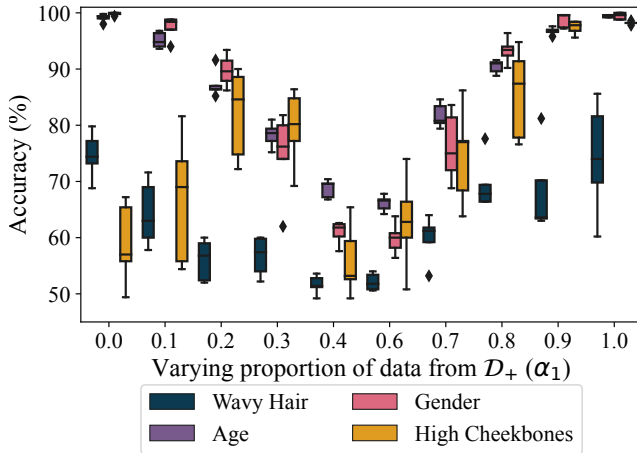 100
90
80
70
60
50
Accuracy (%)
0.0 0.1 0.2 0.3 0.4 0.6 0.7 0.8 0.9 1.0
Varying proportion of data from 𝒟₊ (α₁)
Wavy Hair Gender
Age High Cheekbones